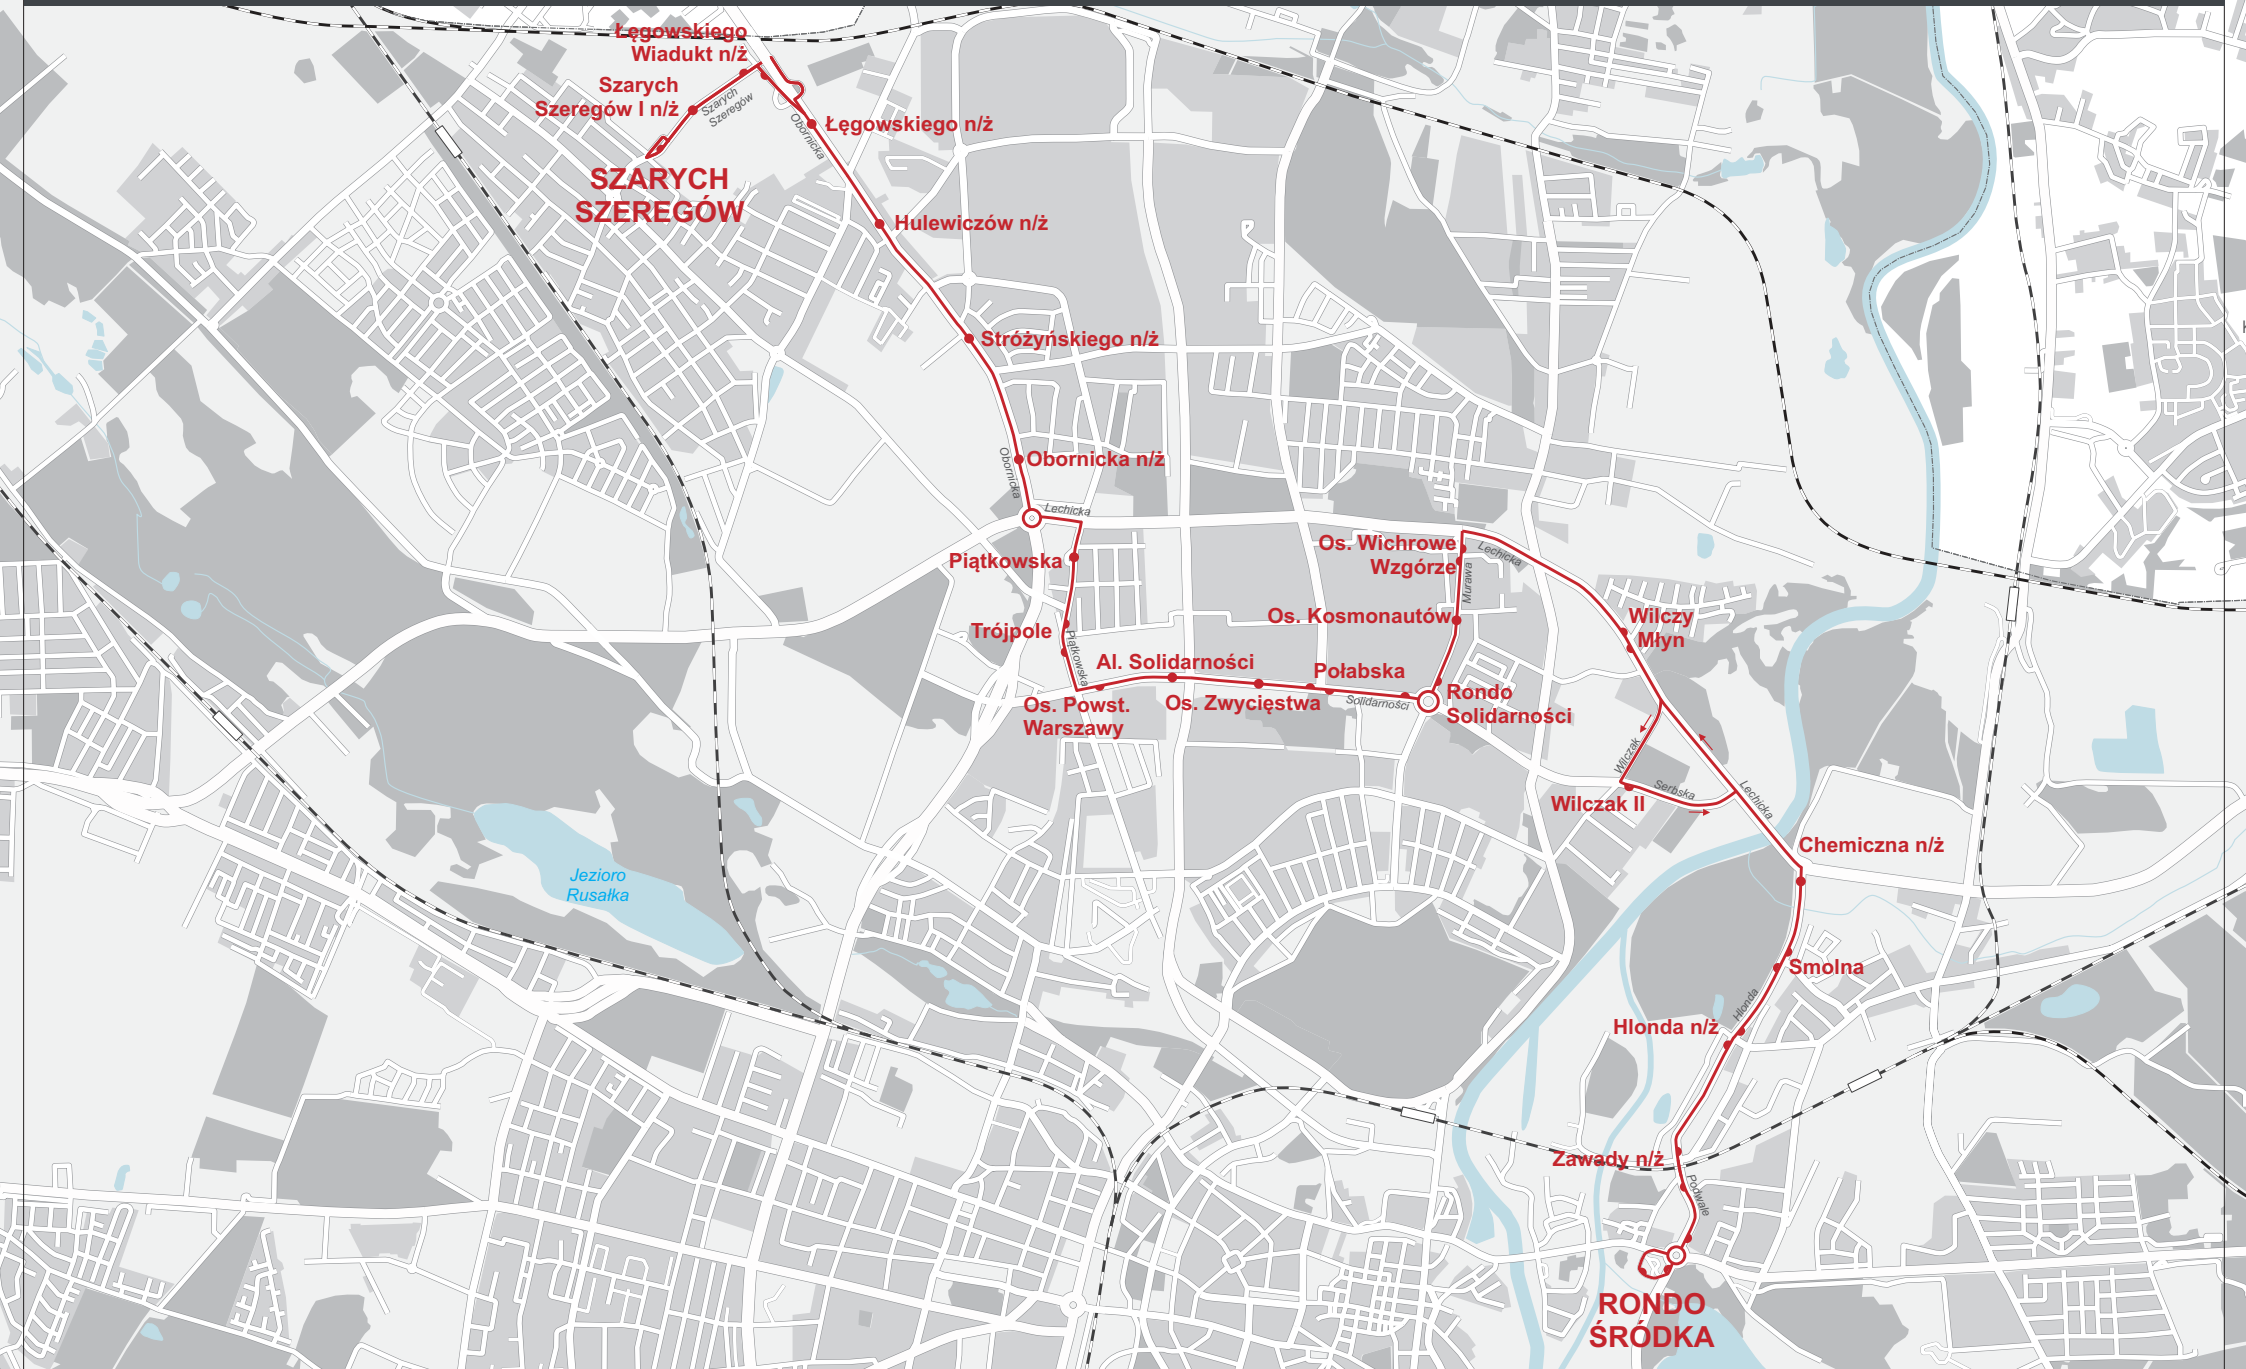 Łęgowskiego
Wiadukt n/ż
Szarych
Szeregów I n/ż
Szarych
Szeregów
Obornicka
Łęgowskiego n/ż
SZARYCH
SZEREGÓW
Hulewiczów n/ż
Stróżyńskiego n/ż
Obornicka n/ż
Obornicka
Lechicka
Piątkowska
Os. Wichrowe
Wzgórze
Lechicka
Murawa
Os. Kosmonautów
Wilczy
Młyn
Trójpole
Piątkowska
Al. Solidarności
Połabska
Os. Powst.
Warszawy
Os. Zwycięstwa
Solidarności
Rondo
Solidarności
Wilczak
Serbska
Wilczak II
Lechicka
Chemiczna n/ż
Jezioro
Rusałka
Smolna
Hlonda
Hlonda n/ż
Zawady n/ż
Podwale
RONDO
ŚRÓDKA